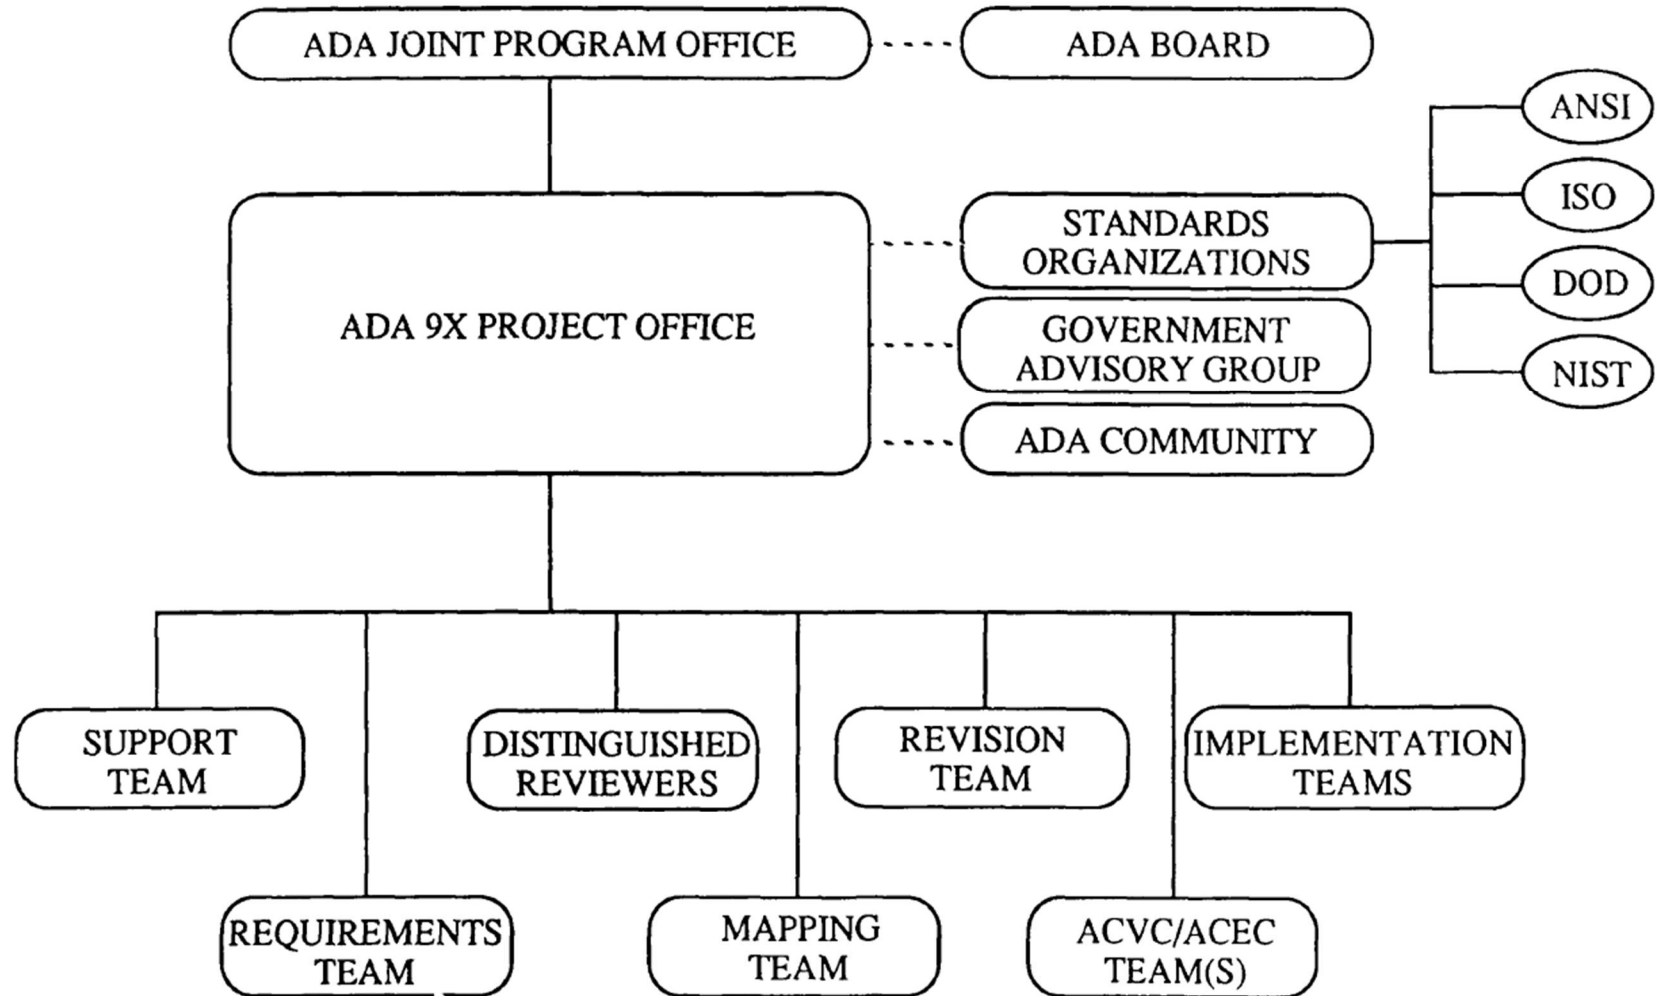 ADA JOINT PROGRAM OFFICE
ADA BOARD
ANSI
ISO
STANDARDS
ORGANIZATIONS
DOD
ADA 9X PROJECT OFFICE
GOVERNMENT
ADVISORY GROUP
NIST
ADA COMMUNITY
SUPPORT
TEAM
DISTINGUISHED
REVIEWERS
REVISION
TEAM
IMPLEMENTATION
TEAMS
REQUIREMENTS
TEAM
MAPPING
TEAM
ACVC/ACEC
TEAM(S)